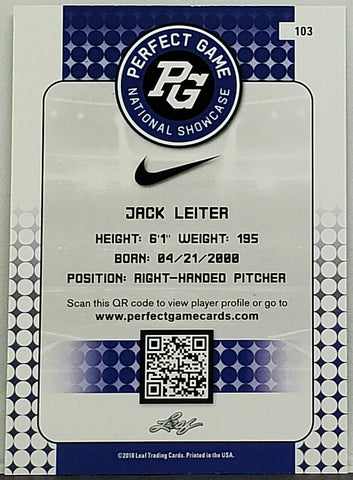 103
PERFECT GAME
PG
NATIONAL SHOWCASE
JACK LEITER
HEIGHT: 6'1" WEIGHT: 195
BORN: 04/21/2000
POSITION: RIGHT-HANDED PITCHER
Scan this QR code to view player profile or go to
www.perfectgamecards.com
Leaf
©2018 Leaf Trading Cards. Printed in the USA.